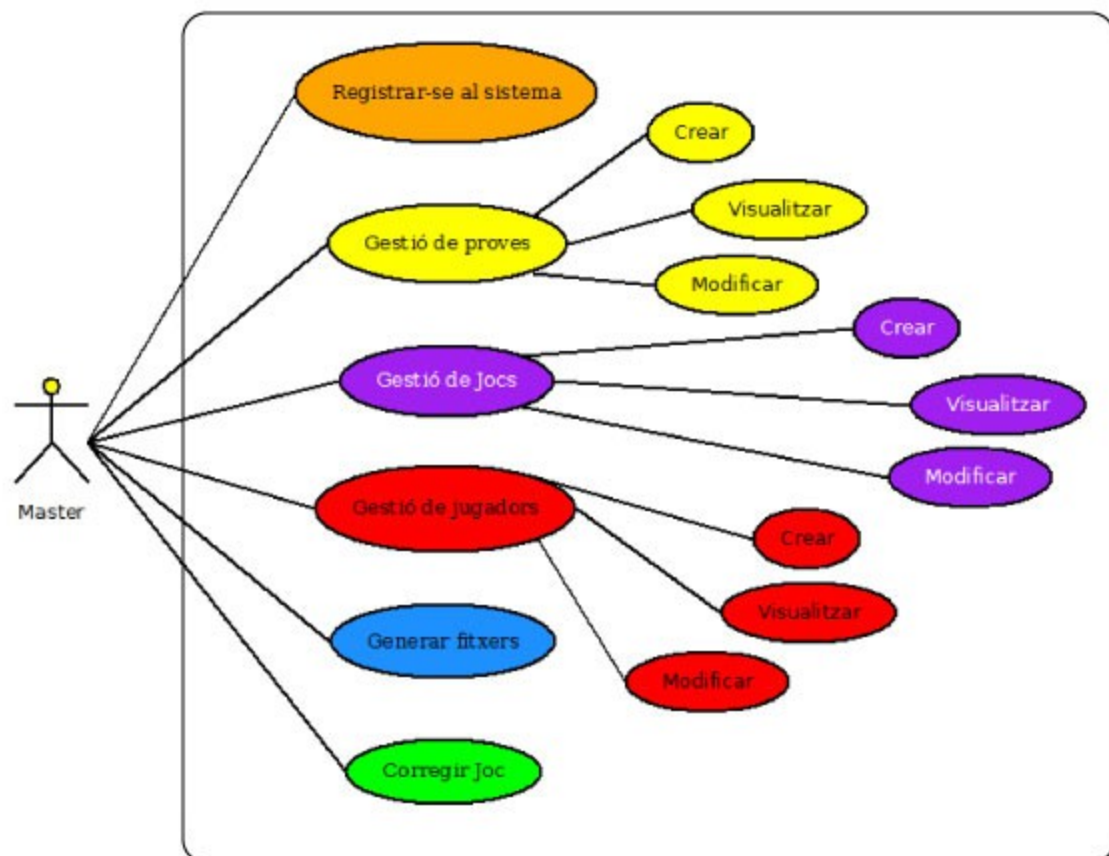 Registrar-se al sistema
Crear
Visualitzar
Gestió de proves
Modificar
Crear
Gestió de Jocs
Visualitzar
Modificar
Master
Gestió de jugadors
Crear
Visualitzar
Generar fitxers
Modificar
Corregir Joc